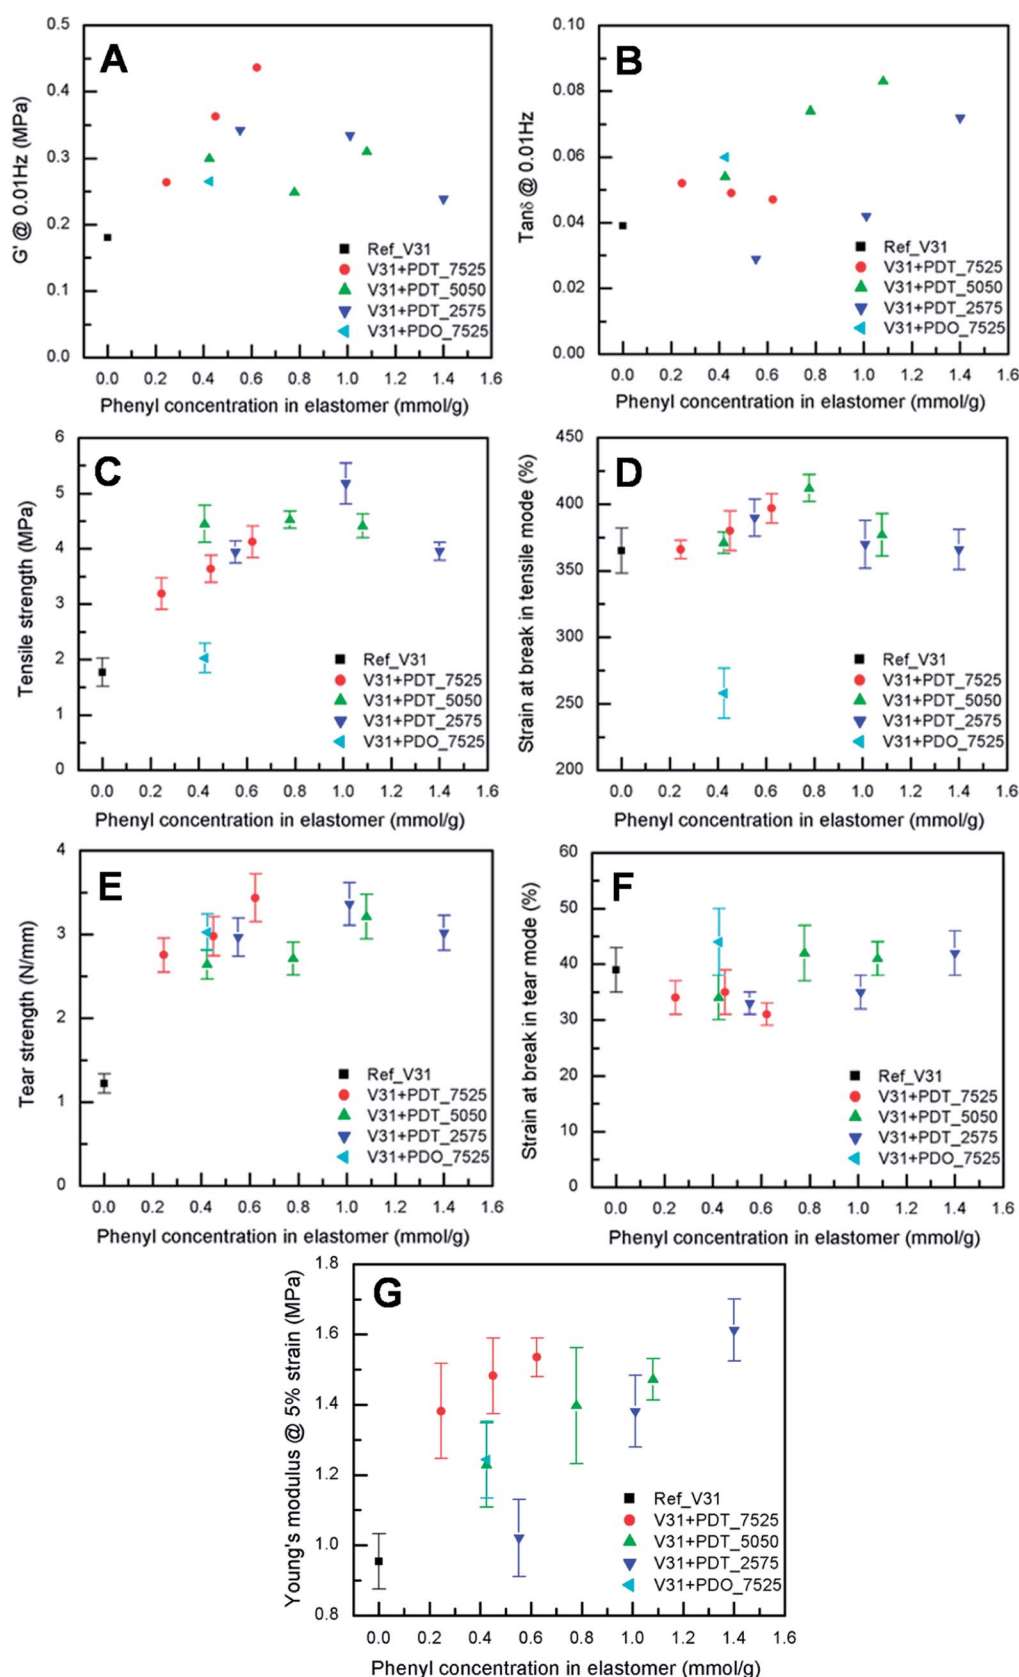 A
G' @ 0.01Hz (MPa)
0.5
0.4
0.3
0.2
0.1
0.0
0.0 0.2 0.4 0.6 0.8 1.0 1.2 1.4 1.6
Phenyl concentration in elastomer (mmol/g)
Ref_V31
V31+PDT_7525
V31+PDT_5050
V31+PDT_2575
V31+PDO_7525
B
Tanδ @ 0.01Hz
0.10
0.08
0.06
0.04
0.02
0.00
0.0 0.2 0.4 0.6 0.8 1.0 1.2 1.4 1.6
Phenyl concentration in elastomer (mmol/g)
Ref_V31
V31+PDT_7525
V31+PDT_5050
V31+PDT_2575
V31+PDO_7525
C
Tensile strength (MPa)
6
5
4
3
2
1
0
0.0 0.2 0.4 0.6 0.8 1.0 1.2 1.4 1.6
Phenyl concentration in elastomer (mmol/g)
Ref_V31
V31+PDT_7525
V31+PDT_5050
V31+PDT_2575
V31+PDO_7525
D
Strain at break in tensile mode (%)
450
400
350
300
250
200
0.0 0.2 0.4 0.6 0.8 1.0 1.2 1.4 1.6
Phenyl concentration in elastomer (mmol/g)
Ref_V31
V31+PDT_7525
V31+PDT_5050
V31+PDT_2575
V31+PDO_7525
E
Tear strength (N/mm)
4
3
2
1
0
0.0 0.2 0.4 0.6 0.8 1.0 1.2 1.4 1.6
Phenyl concentration in elastomer (mmol/g)
Ref_V31
V31+PDT_7525
V31+PDT_5050
V31+PDT_2575
V31+PDO_7525
F
Strain at break in tear mode (%)
60
50
40
30
20
10
0
0.0 0.2 0.4 0.6 0.8 1.0 1.2 1.4 1.6
Phenyl concentration in elastomer (mmol/g)
Ref_V31
V31+PDT_7525
V31+PDT_5050
V31+PDT_2575
V31+PDO_7525
G
Young's modulus @ 5% strain (MPa)
1.8
1.6
1.4
1.2
1.0
0.8
0.0 0.2 0.4 0.6 0.8 1.0 1.2 1.4 1.6
Phenyl concentration in elastomer (mmol/g)
Ref_V31
V31+PDT_7525
V31+PDT_5050
V31+PDT_2575
V31+PDO_7525